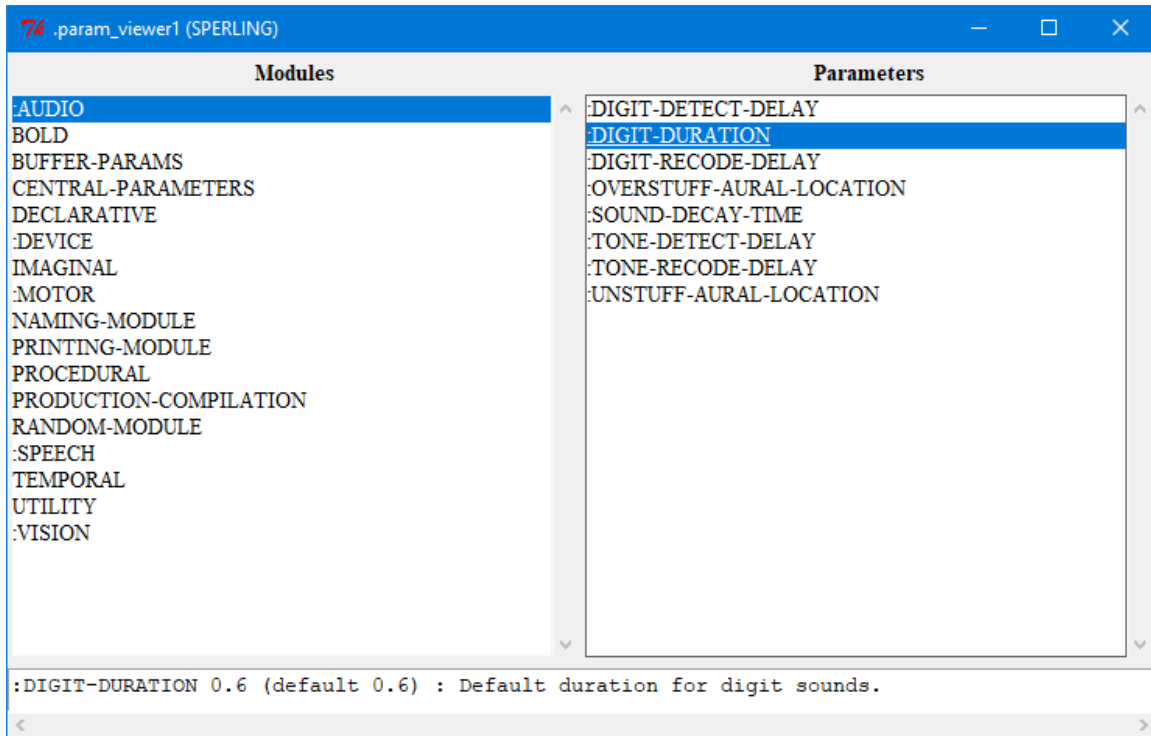 .param_viewer1 (SPERLING)
Modules
:AUDIO
BOLD
BUFFER-PARAMS
CENTRAL-PARAMETERS
DECLARATIVE
:DEVICE
IMAGINAL
:MOTOR
NAMING-MODULE
PRINTING-MODULE
PROCEDURAL
PRODUCTION-COMPILATION
RANDOM-MODULE
:SPEECH
TEMPORAL
UTILITY
:VISION
Parameters
:DIGIT-DETECT-DELAY
:DIGIT-DURATION
:DIGIT-RECODE-DELAY
:OVERSTUFF-AURAL-LOCATION
:SOUND-DECAY-TIME
:TONE-DETECT-DELAY
:TONE-RECODE-DELAY
:UNSTUFF-AURAL-LOCATION
:DIGIT-DURATION 0.6 (default 0.6) : Default duration for digit sounds.